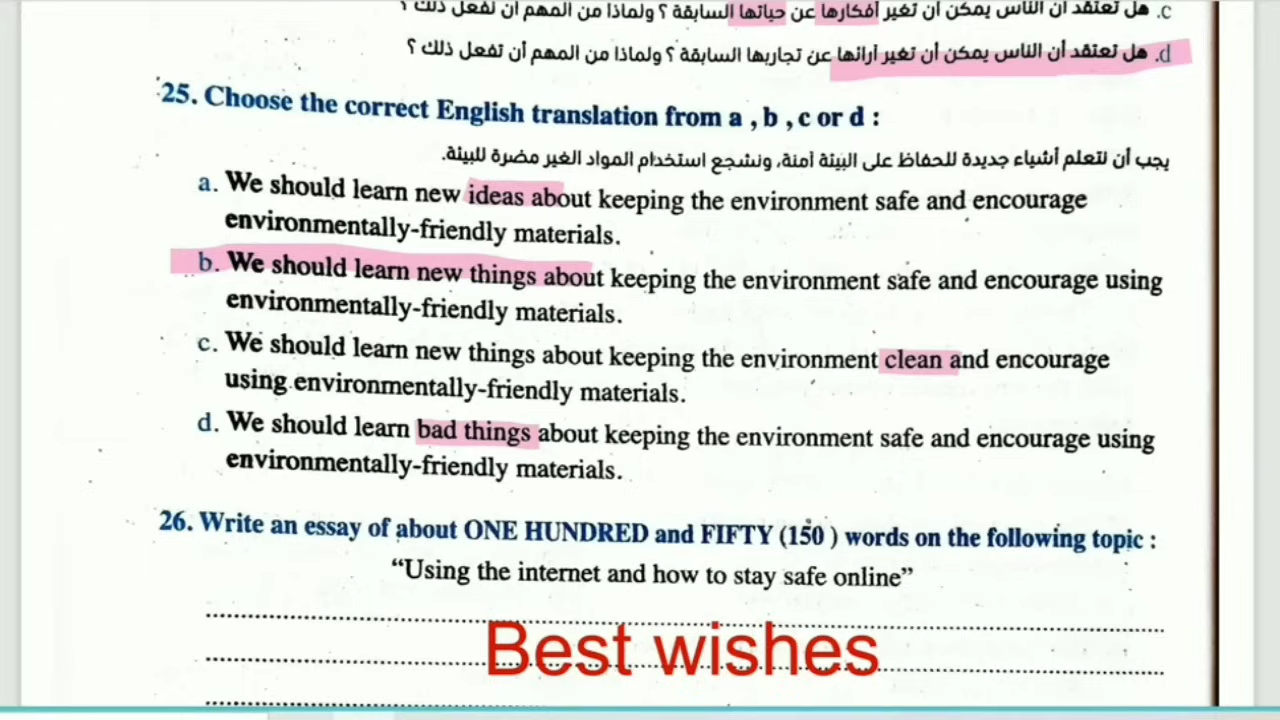 c. هل تعتقد أن الناس يمكن أن تغير أفكارها عن حياتها السابقة ؟ ولماذا من المهم أن تفعل ذلك ؟
d. هل تعتقد أن الناس يمكن أن تغير آرائها عن تجاربها السابقة ؟ ولماذا من المهم أن تفعل ذلك ؟
25. Choose the correct English translation from a , b , c or d :
يجب أن نتعلم أشياء جديدة للحفاظ على البيئة آمنة، ونشجع استخدام المواد الغير مضرة للبيئة.
a. We should learn new ideas about keeping the environment safe and encourage
environmentally-friendly materials.
b. We should learn new things about keeping the environment safe and encourage using
environmentally-friendly materials.
c. We should learn new things about keeping the environment clean and encourage
using environmentally-friendly materials.
d. We should learn bad things about keeping the environment safe and encourage using
environmentally-friendly materials.
26. Write an essay of about ONE HUNDRED and FIFTY (150 ) words on the following topic :
“Using the internet and how to stay safe online”
Best wishes